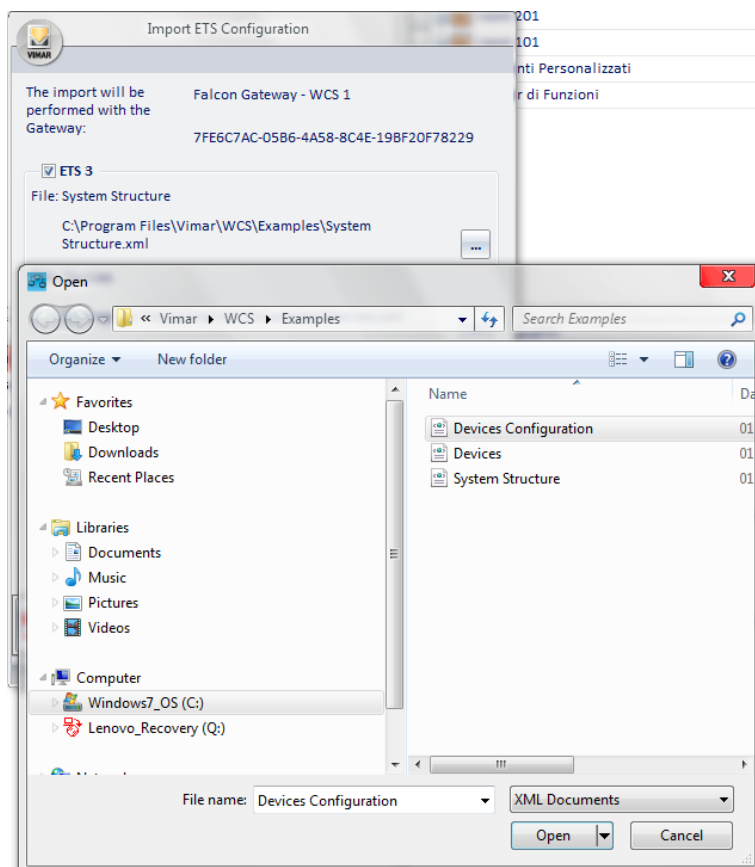 Import ETS Configuration
VIMAR
201
101
nti Personalizzati
r di Funzioni
The import will be
performed with the
Gateway:
Falcon Gateway - WCS 1
7FE6C7AC-05B6-4A58-8C4E-19BF20F78229
ETS 3
File: System Structure
C:\Program Files\Vimar\WCS\Examples\System
Structure.xml
...
Open
« Vimar WCS Examples
Search Examples
Organize New folder
Favorites
Desktop
Downloads
Recent Places
Libraries
Documents
Music
Pictures
Videos
Computer
Windows7_OS (C:)
Lenovo_Recovery (Q:)
Name Da
Devices Configuration 01
Devices 01
System Structure 01
File name: Devices Configuration XML Documents
Open Cancel